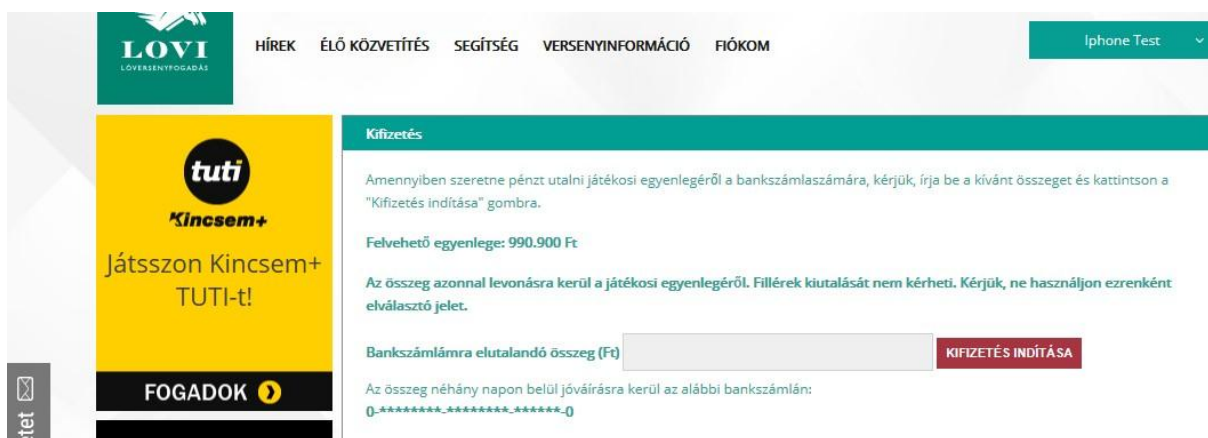 LOVI
LÓVERSENYFOGADÁS
HÍREK ÉLŐ KÖZVETÍTÉS SEGÍTSÉG VERSENYINFORMÁCIÓ FIÓKOM
Iphone Test
tuti
Kincsem+
Játsszon Kincsem+
TUTI-t!
FOGADOK
Kifizetés
Amennyiben szeretne pénzt utalni játékosi egyenlegéről a bankszámlaszámára, kérjük, írja be a kívánt összeget és kattintson a
"Kifizetés indítása" gombra.
Felvehető egyenlege: 990.900 Ft
Az összeg azonnal levonásra kerül a játékosi egyenlegéről. Fillérek kiutalását nem kérheti. Kérjük, ne használjon ezrenként
elválasztó jelet.
Bankszámlámra elutalandó összeg (Ft) KIFIZETÉS INDÍTÁSA
Az összeg néhány napon belül jóváírásra kerül az alábbi bankszámlán:
0-********-********-******-0